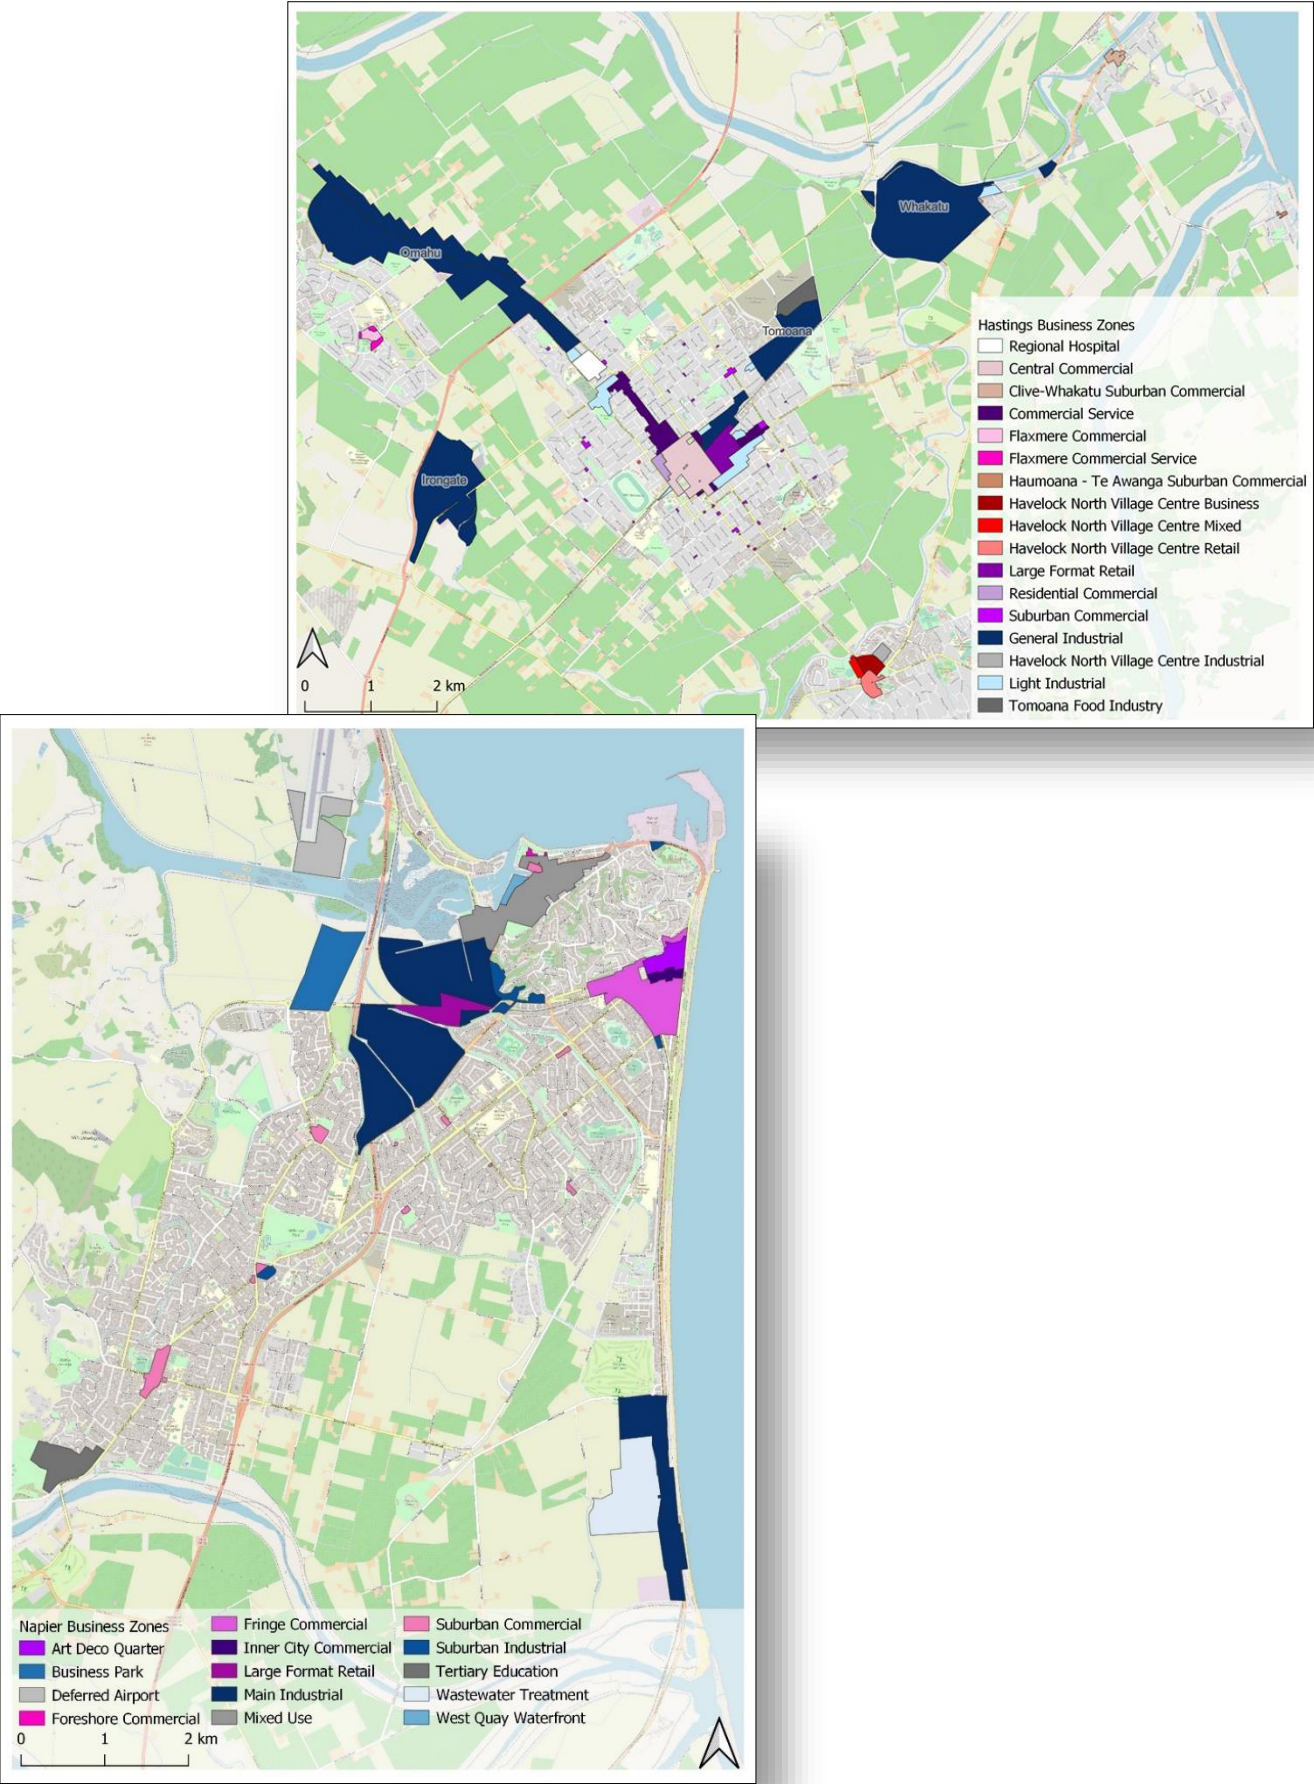 Omahu
Whakatu
Tomoana
Irongate
Hastings Business Zones
Regional Hospital
Central Commercial
Clive-Whakatu Suburban Commercial
Commercial Service
Flaxmere Commercial
Flaxmere Commercial Service
Haumoana - Te Awanga Suburban Commercial
Havelock North Village Centre Business
Havelock North Village Centre Mixed
Havelock North Village Centre Retail
Large Format Retail
Residential Commercial
Suburban Commercial
General Industrial
Havelock North Village Centre Industrial
Light Industrial
Tomoana Food Industry
0 1 2 km
Napier Business Zones
Art Deco Quarter
Business Park
Deferred Airport
Foreshore Commercial
Fringe Commercial
Inner City Commercial
Large Format Retail
Main Industrial
Mixed Use
Suburban Commercial
Suburban Industrial
Tertiary Education
Wastewater Treatment
West Quay Waterfront
0 1 2 km